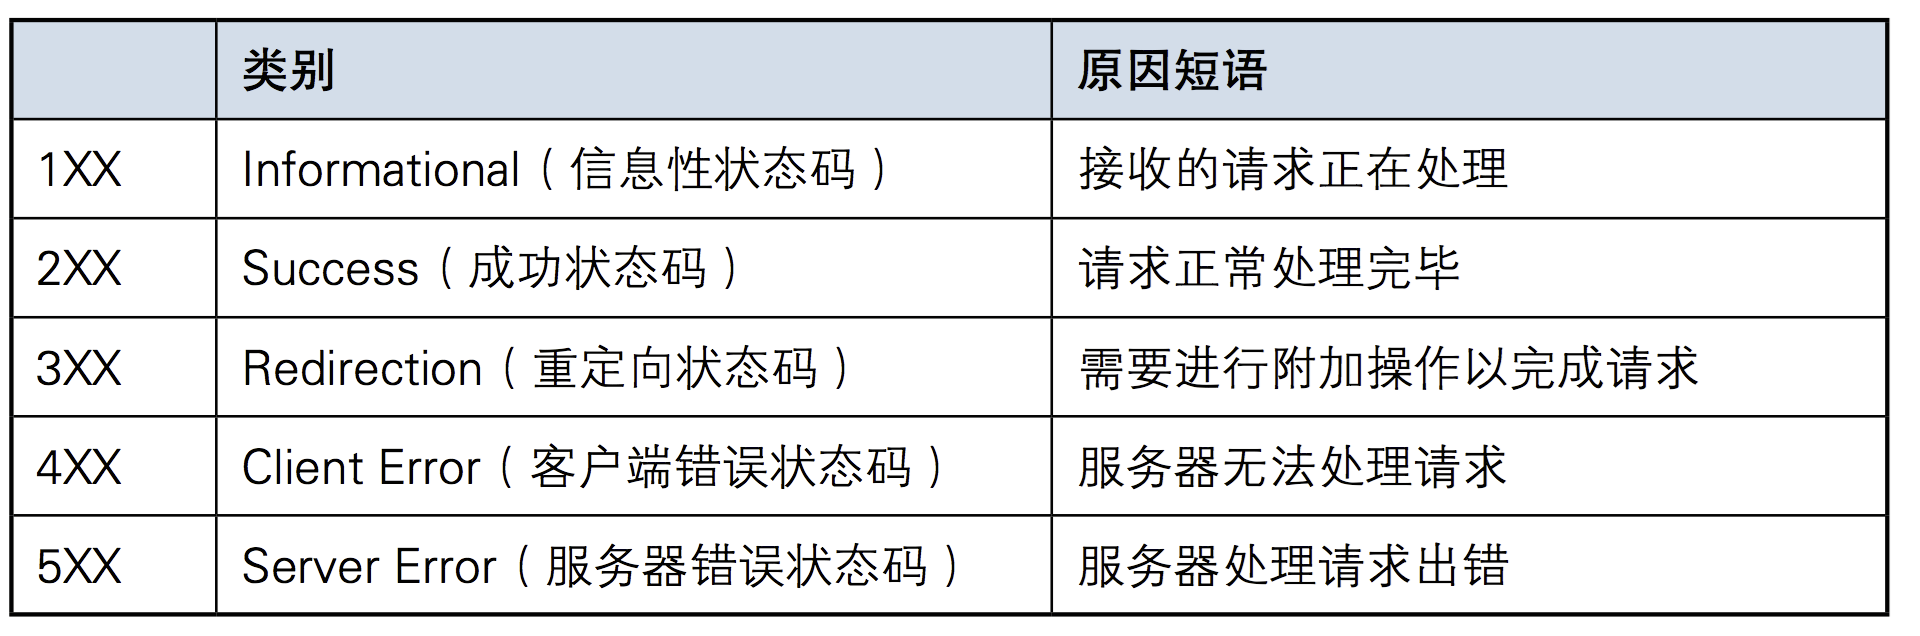 类别 原因短语
1XX Informational（信息性状态码） 接收的请求正在处理
2XX Success（成功状态码） 请求正常处理完毕
3XX Redirection（重定向状态码） 需要进行附加操作以完成请求
4XX Client Error（客户端错误状态码） 服务器无法处理请求
5XX Server Error（服务器错误状态码） 服务器处理请求出错